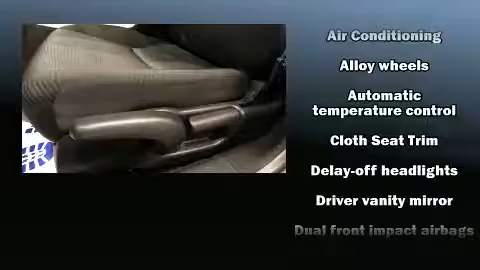 Air Conditioning
Alloy wheels
Automatic
temperature control
Cloth Seat Trim
Delay-off headlights
Driver vanity mirror
Dual front impact airbags